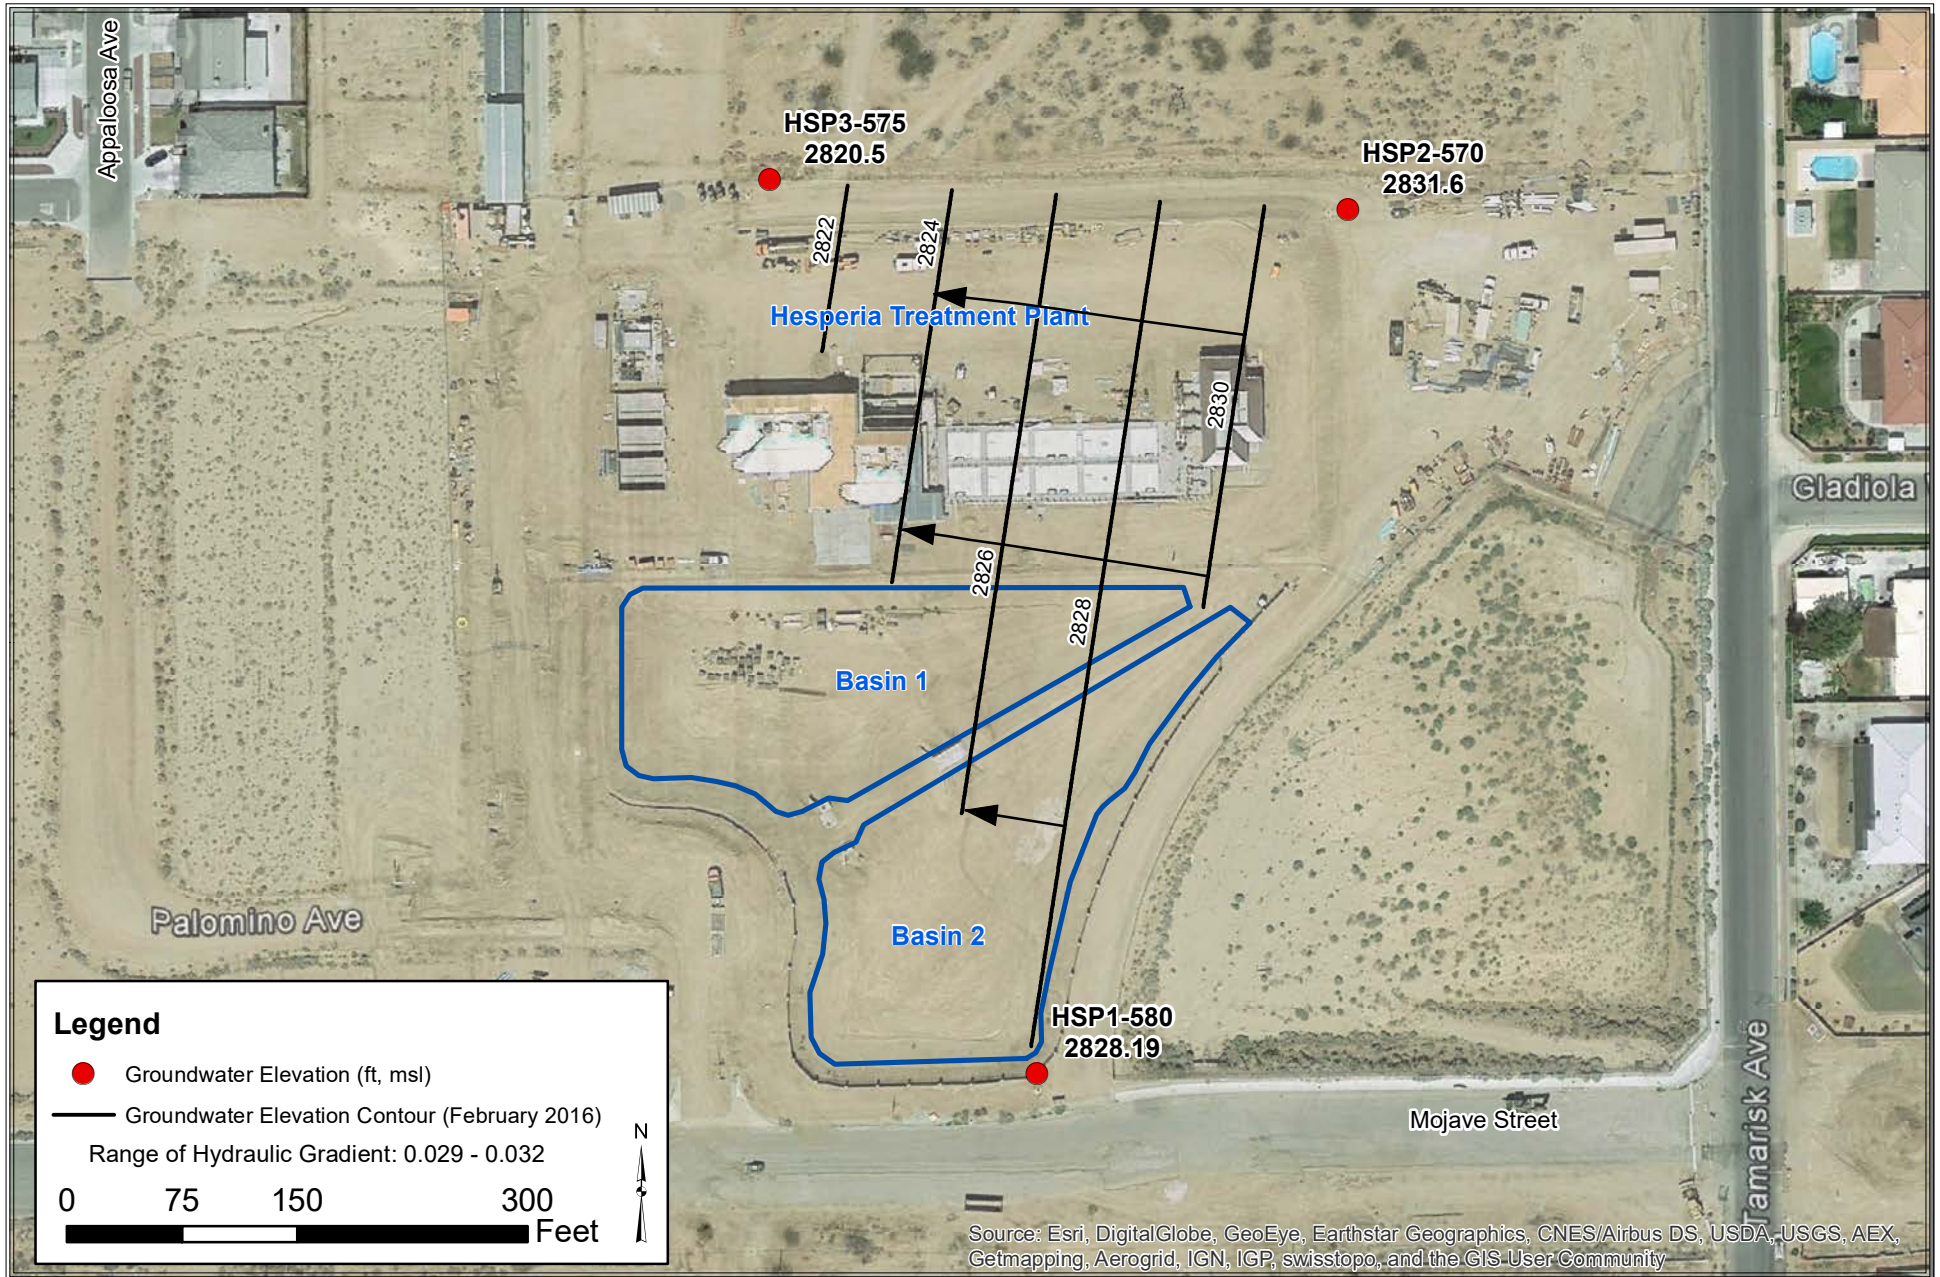 Appaloosa Ave
HSP3-575
2820.5
HSP2-570
2831.6
2822
2824
Hesperia Treatment Plant
2830
Gladiola
2826
2828
Basin 1
Palomino Ave
Basin 2
HSP1-580
2828.19
Mojave Street
Tamarisk Ave
Legend
Groundwater Elevation (ft, msl)
Groundwater Elevation Contour (February 2016)
Range of Hydraulic Gradient: 0.029 - 0.032
N
0 75 150 300
Feet
Source: Esri, DigitalGlobe, GeoEye, Earthstar Geographics, CNES/Airbus DS, USDA, USGS, AEX,
Getmapping, Aerogrid, IGN, IGP, swisstopo, and the GIS User Community